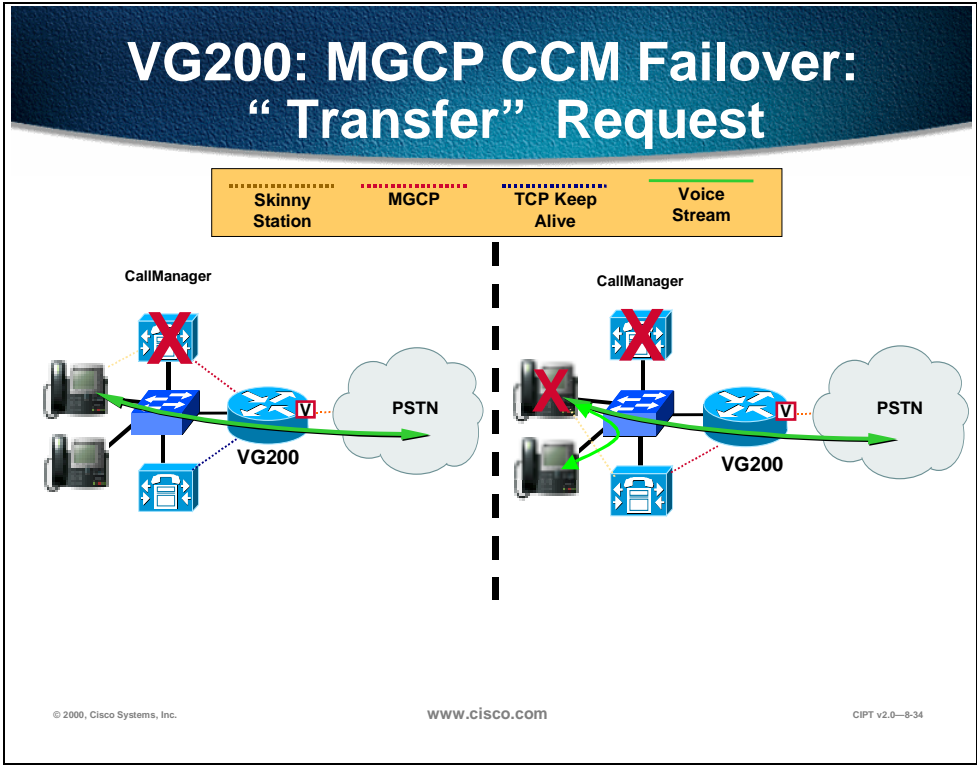 VG200: MGCP CCM Failover:
“ Transfer” Request
Skinny
Station
MGCP
TCP Keep
Alive
Voice
Stream
CallManager
X
V
PSTN
VG200
CallManager
X
X
V
PSTN
VG200
© 2000, Cisco Systems, Inc.
www.cisco.com
CIPT v2.0—8-34